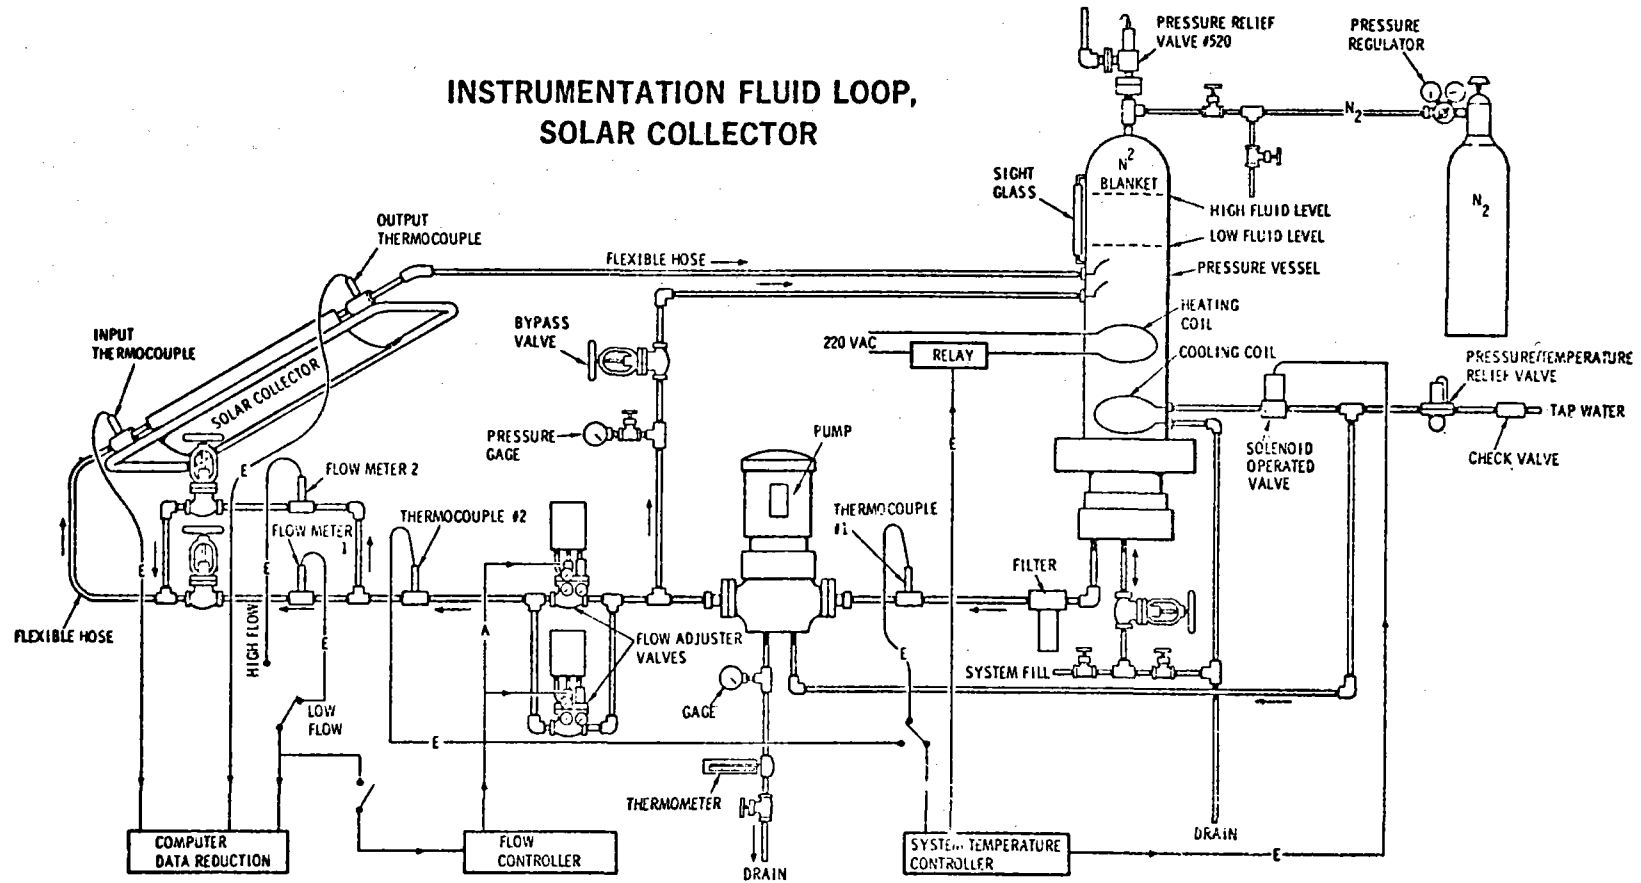 INSTRUMENTATION FLUID LOOP,
SOLAR COLLECTOR
PRESSURE RELIEF
VALVE #520
PRESSURE
REGULATOR
N2
N2
BLANKET
N2
SIGHT
GLASS
HIGH FLUID LEVEL
LOW FLUID LEVEL
PRESSURE VESSEL
OUTPUT
THERMOCOUPLE
FLEXIBLE HOSE
INPUT
THERMOCOUPLE
SOLAR COLLECTOR
BYPASS
VALVE
220 VAC
RELAY
HEATING
COIL
COOLING COIL
PRESSURE/TEMPERATURE
RELIEF VALVE
TAP WATER
CHECK VALVE
SOLENOID
OPERATED
VALVE
PRESSURE
GAGE
PUMP
E
E
FLOW METER 2
FLOW METER
1
THERMOCOUPLE #2
THERMOCOUPLE
#1
FILTER
E
E
E
HIGH FLOW
FLEXIBLE HOSE
A
FLOW ADJUSTER
VALVES
E
SYSTEM FILL
GAGE
LOW
FLOW
E
THERMOMETER
DRAIN
COMPUTER
DATA REDUCTION
FLOW
CONTROLLER
SYSTEM TEMPERATURE
CONTROLLER
E
DRAIN